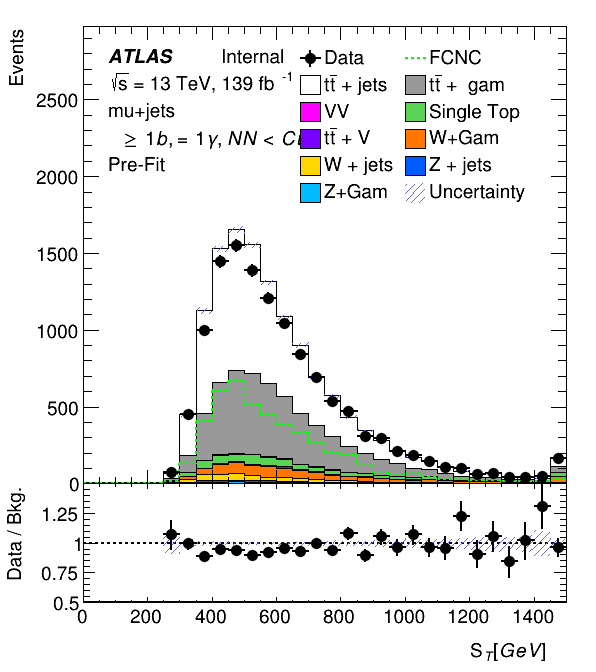 Events
ATLAS Internal
√s = 13 TeV, 139 fb -1
mu+jets
≥ 1b, = 1γ, NN <
Pre-Fit
Data
FCNC
tt̄ + jets
tt̄ + gam
VV
Single Top
tt̄ + V
W+Gam
W + jets
Z + jets
Z+Gam
Uncertainty
2500
2000
1500
1000
500
0
Data / Bkg.
1.25
1
0.75
0.5
0 200 400 600 800 1000 1200 1400
S_T[GeV]